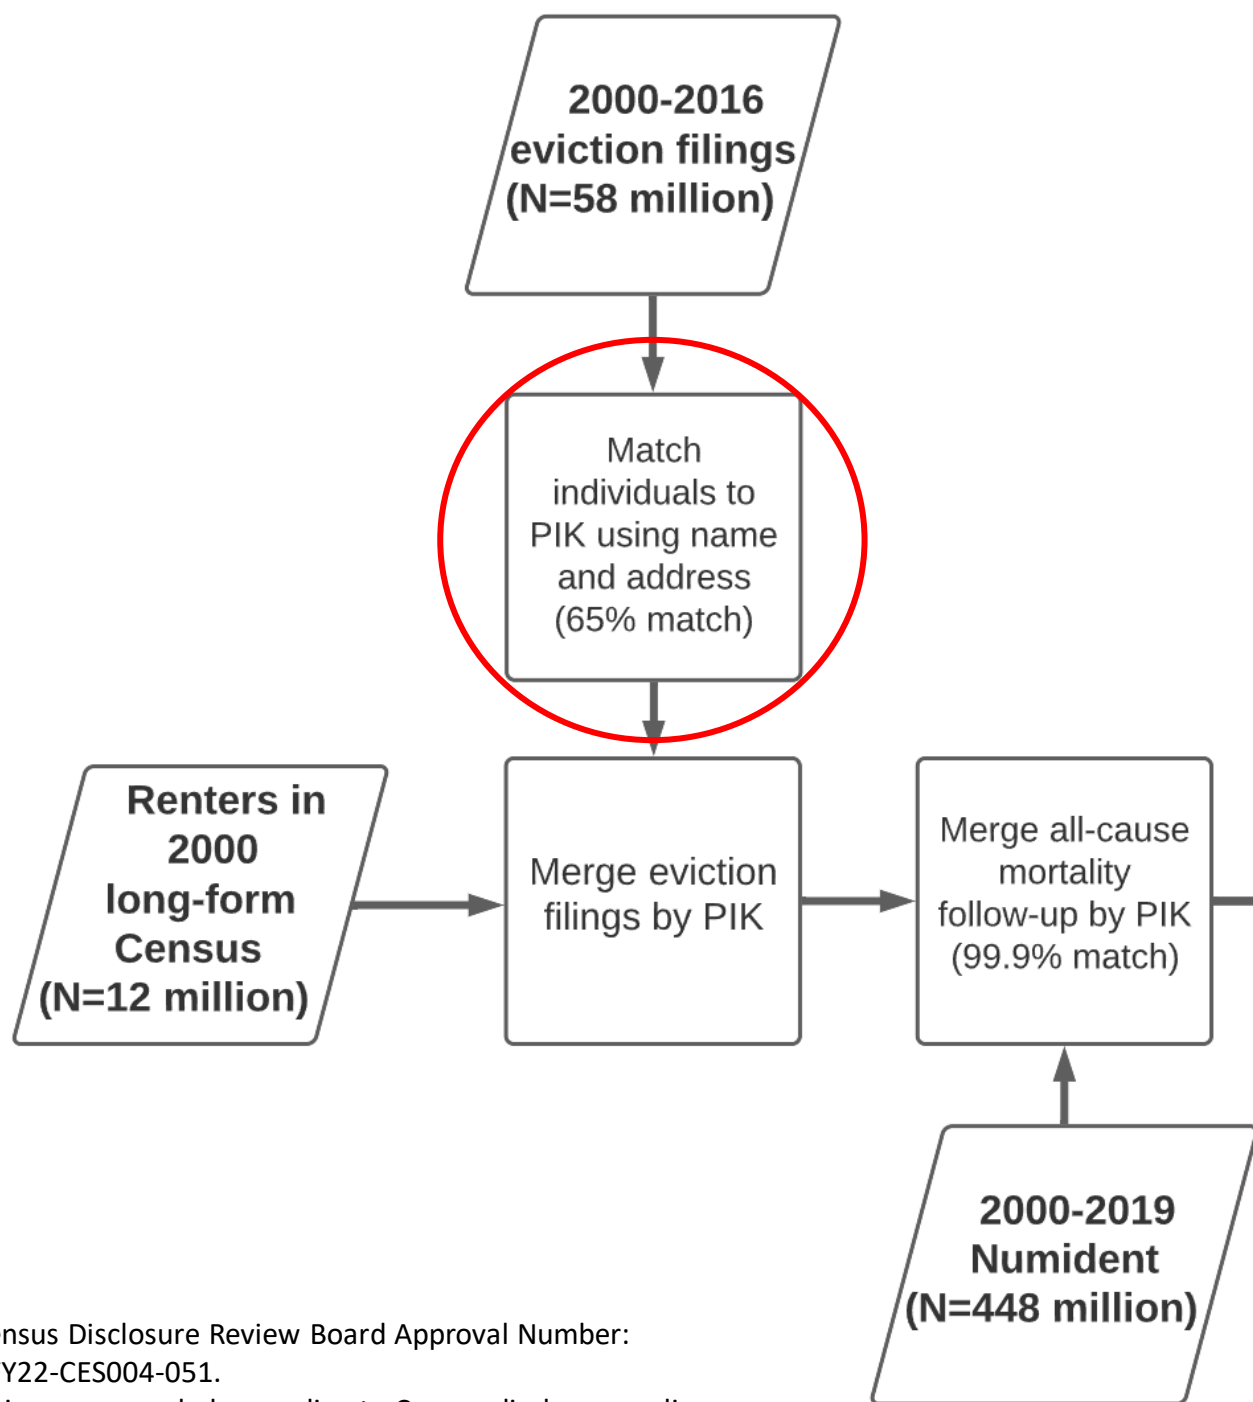 2000-2016
eviction filings
(N=58 million)
Match
individuals to
PIK using name
and address
(65% match)
Renters in
2000
long-form
Census
(N=12 million)
Merge eviction
filings by PIK
Merge all-cause
mortality
follow-up by PIK
(99.9% match)
2000-2019
Numident
(N=448 million)
ensus Disclosure Review Board Approval Number:
Y22-CES004-051.